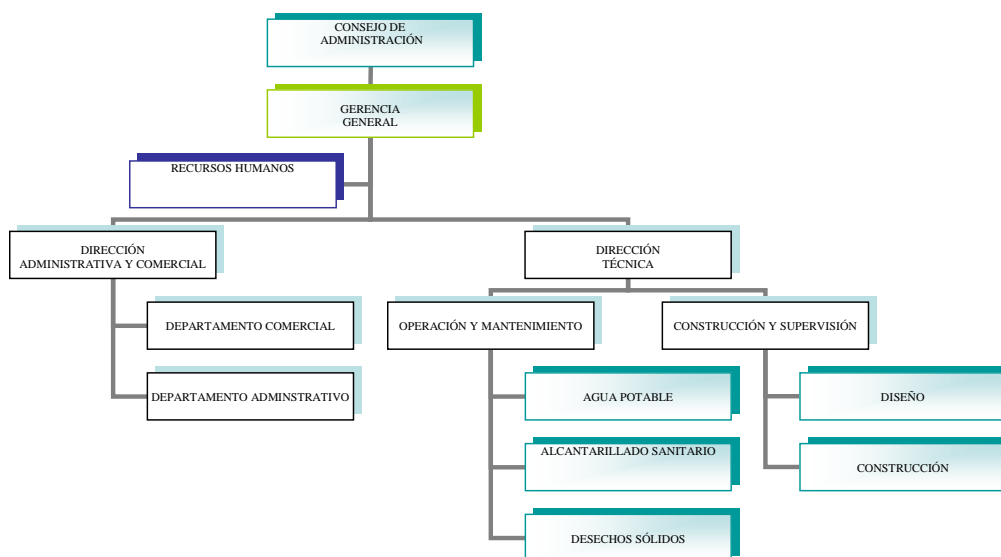 CONSEJO DE
ADMINISTRACIÓN
GERENCIA
GENERAL
RECURSOS HUMANOS
DIRECCIÓN
ADMINISTRATIVA Y COMERCIAL
DIRECCIÓN
TÉCNICA
DEPARTAMENTO COMERCIAL
OPERACIÓN Y MANTENIMIENTO
CONSTRUCCIÓN Y SUPERVISIÓN
DEPARTAMENTO ADMINSTRATIVO
AGUA POTABLE
DISEÑO
ALCANTARILLADO SANITARIO
CONSTRUCCIÓN
DESECHOS SÓLIDOS